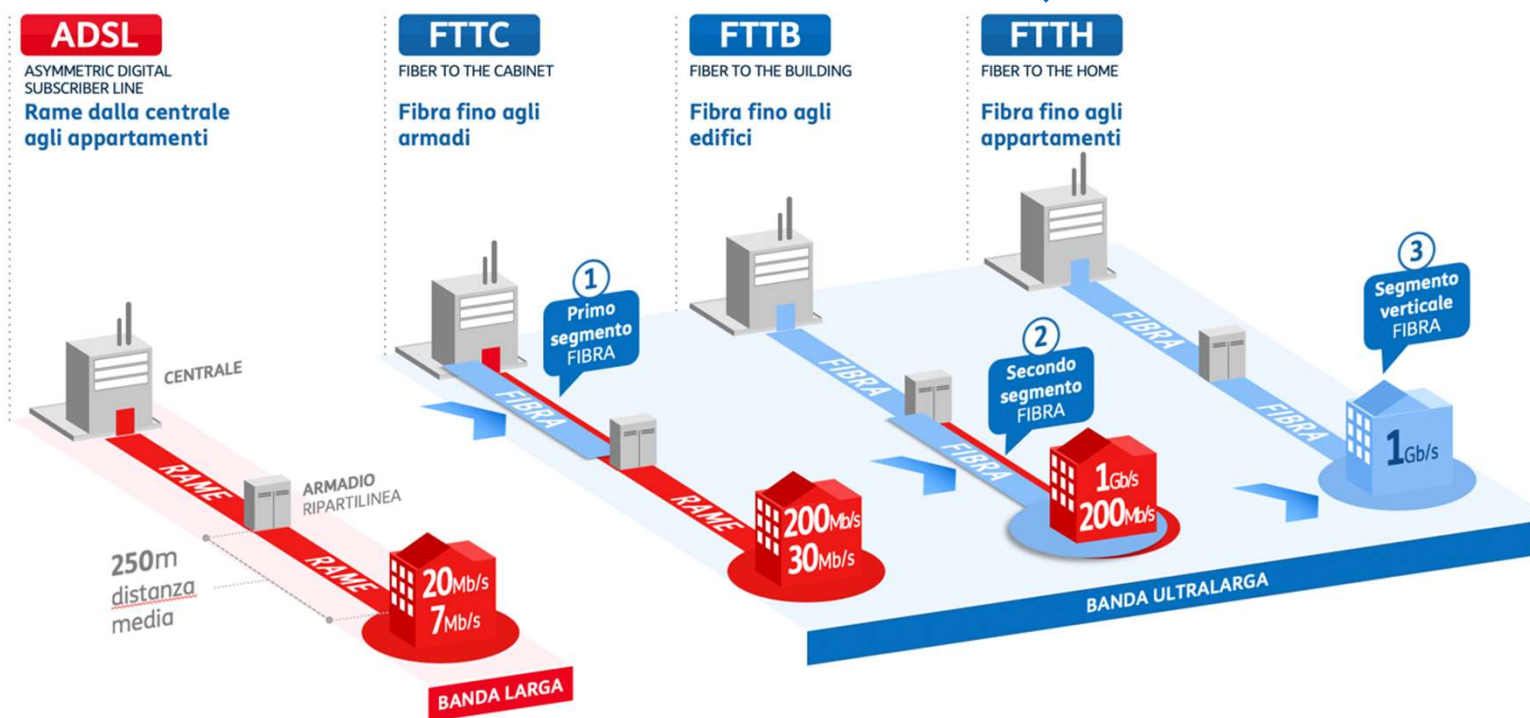 ADSL
ASYMMETRIC DIGITAL
SUBSCRIBER LINE
Rame dalla centrale
agli appartamenti
CENTRALE
RAME
ARMADIO
RIPARTILINEA
RAME
250m
distanza
media
20Mb/s
7Mb/s
BANDA LARGA
FTTC
FIBER TO THE CABINET
Fibra fino agli
armadi
1
Primo
segmento
FIBRA
FIBRA
RAME
200Mb/s
30Mb/s
FTTB
FIBER TO THE BUILDING
Fibra fino agli
edifici
FIBRA
2
Secondo
segmento
FIBRA
FIBRA
1Gb/s
200Mb/s
FTTH
FIBER TO THE HOME
Fibra fino agli
appartamenti
FIBRA
3
Segmento
verticale
FIBRA
FIBRA
1Gb/s
BANDA ULTRALARGA